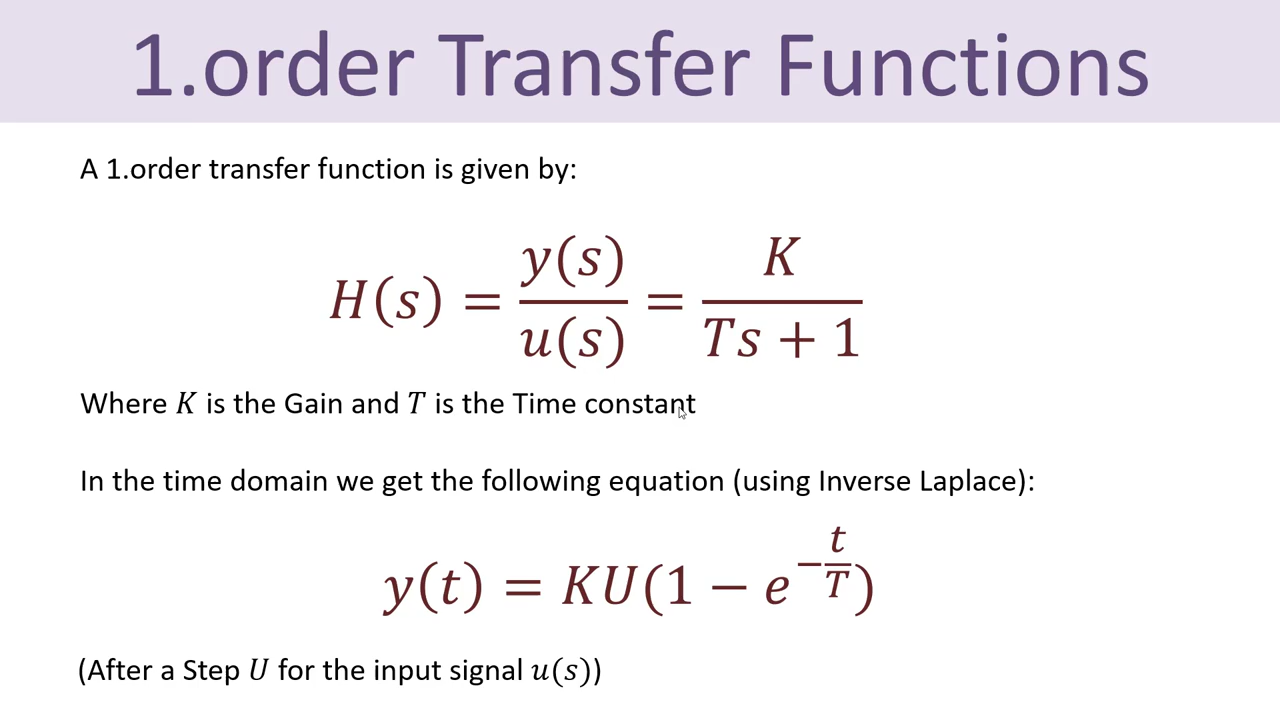 1.order Transfer Functions
A 1.order transfer function is given by:
H(s) = y(s)/u(s) = K/(Ts + 1)
Where K is the Gain and T is the Time constant
In the time domain we get the following equation (using Inverse Laplace):
y(t) = KU(1 − e^(−t/T))
(After a Step U for the input signal u(s))